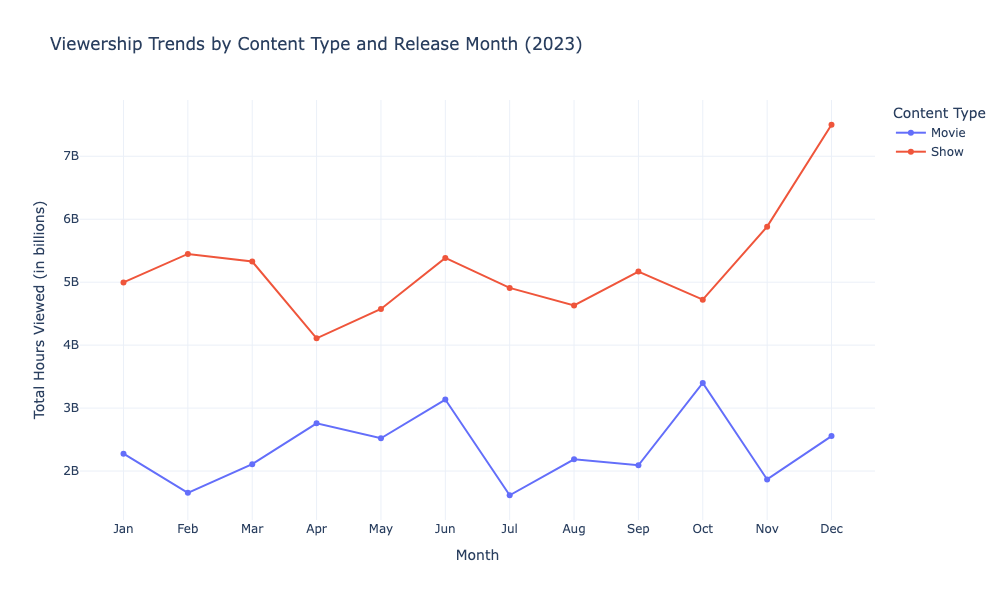 Viewership Trends by Content Type and Release Month (2023)
Content Type
Movie
Show
Total Hours Viewed (in billions)
7B
6B
5B
4B
3B
2B
Jan Feb Mar Apr May Jun Jul Aug Sep Oct Nov Dec
Month